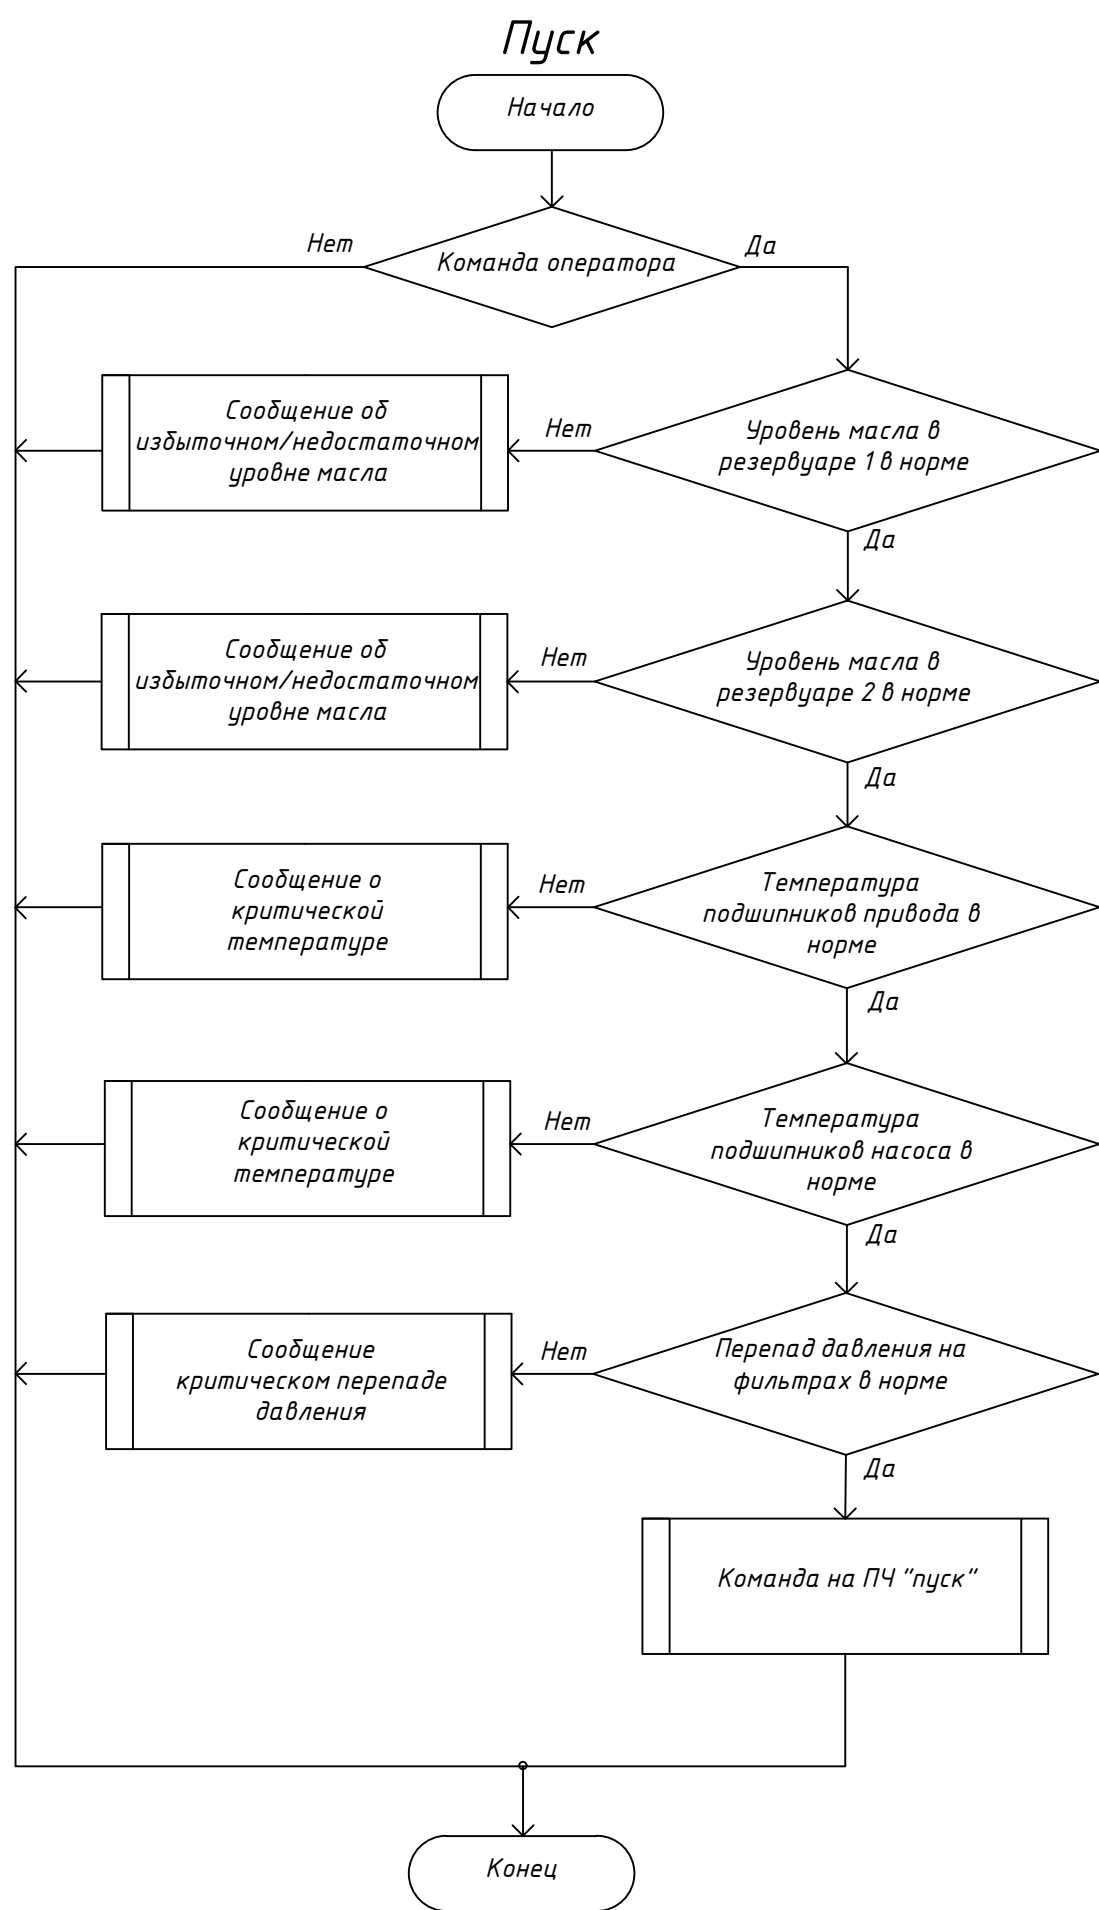 Пуск
Начало
Нет
Да
Команда оператора
Сообщение об
избыточном/недостаточном
уровне масла
Нет
Уровень масла в
резервуаре 1 в норме
Да
Сообщение об
избыточном/недостаточном
уровне масла
Нет
Уровень масла в
резервуаре 2 в норме
Да
Сообщение о
критической
температуре
Нет
Температура
подшипников привода в
норме
Да
Сообщение о
критической
температуре
Нет
Температура
подшипников насоса в
норме
Да
Сообщение
критическом перепаде
давления
Нет
Перепад давления на
фильтрах в норме
Да
Команда на ПЧ "пуск"
Конец